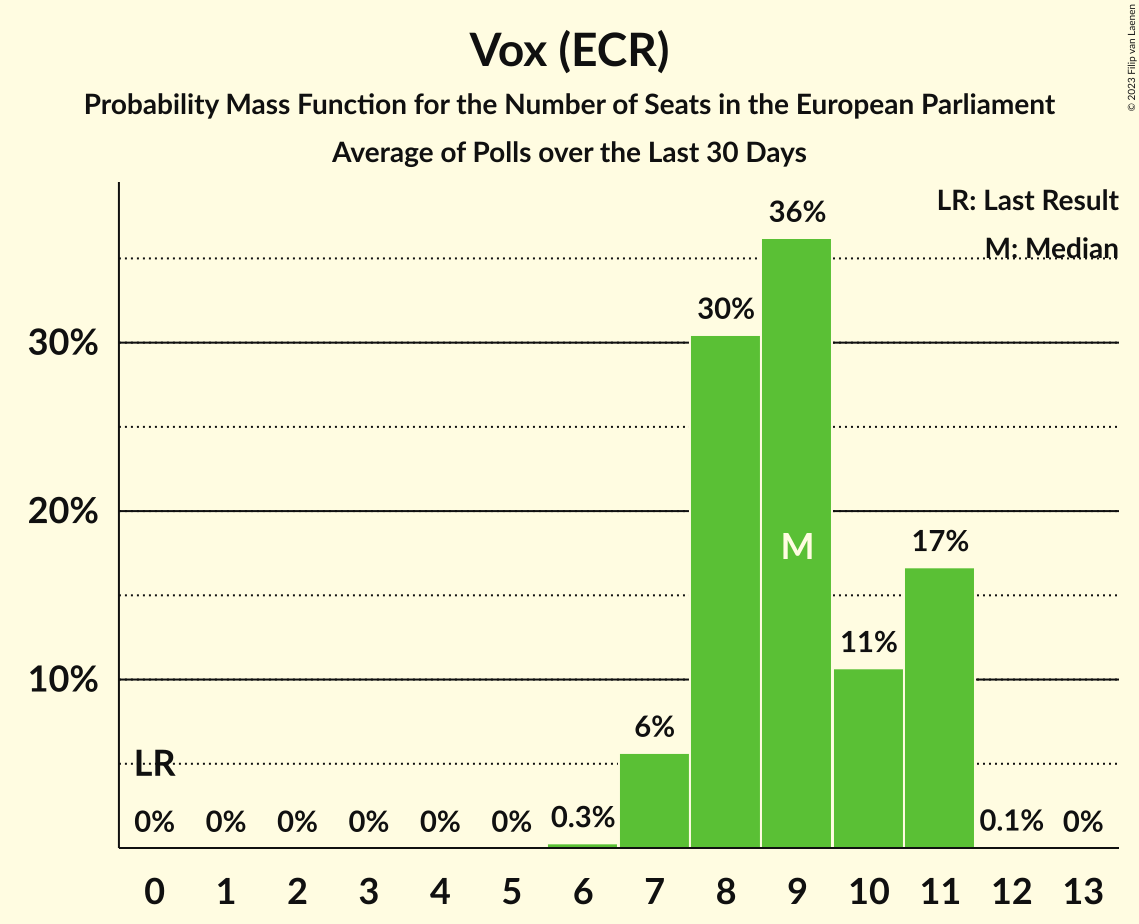 Vox (ECR)
Probability Mass Function for the Number of Seats in the European Parliament
Average of Polls over the Last 30 Days
© 2023 Filip van Laenen
LR: Last Result
M: Median
36%
30%
30%
20%
M
17%
11%
10%
6%
LR
0% 0% 0% 0% 0% 0% 0.3% 0.1% 0%
0 1 2 3 4 5 6 7 8 9 10 11 12 13